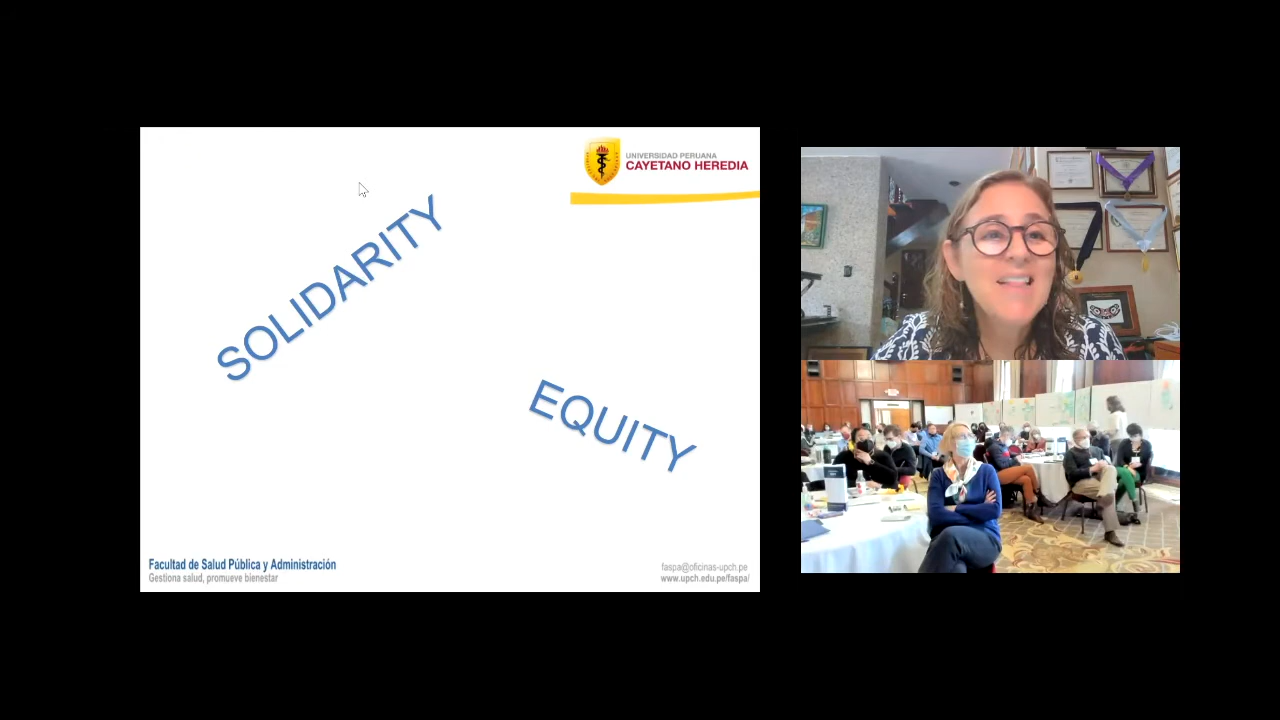 UNIVERSIDAD PERUANA
CAYETANO HEREDIA
SOLIDARITY
EQUITY
Facultad de Salud Pública y Administración
Gestiona salud, promueve bienestar
faspa@oficinas-upch.pe
www.upch.edu.pe/faspa/